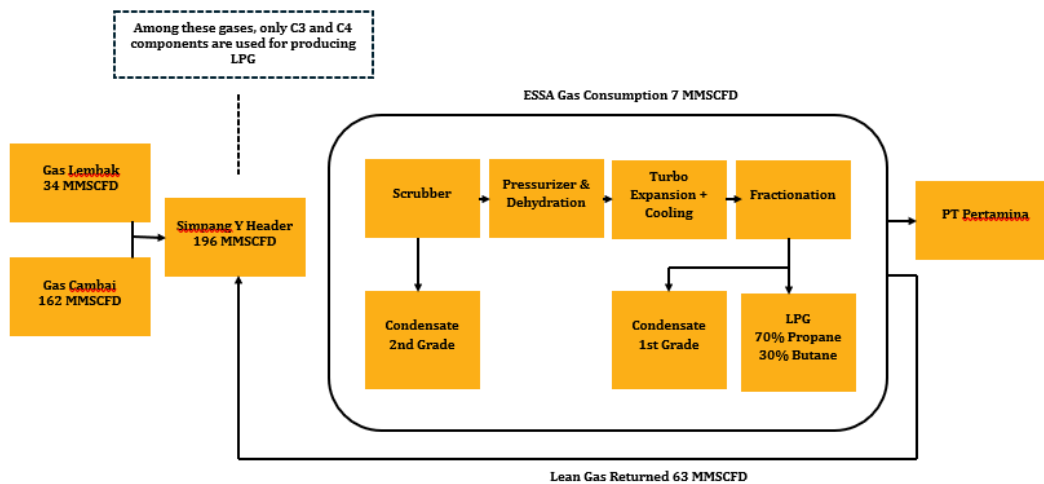 Among these gases, only C3 and C4
components are used for producing
LPG
ESSA Gas Consumption 7 MMSCFD
Gas Lembak
34 MMSCFD
Gas Cambai
162 MMSCFD
Simpang Y Header
196 MMSCFD
Scrubber
Pressurizer &
Dehydration
Turbo
Expansion +
Cooling
Fractionation
PT Pertamina
Condensate
2nd Grade
Condensate
1st Grade
LPG
70% Propane
30% Butane
Lean Gas Returned 63 MMSCFD